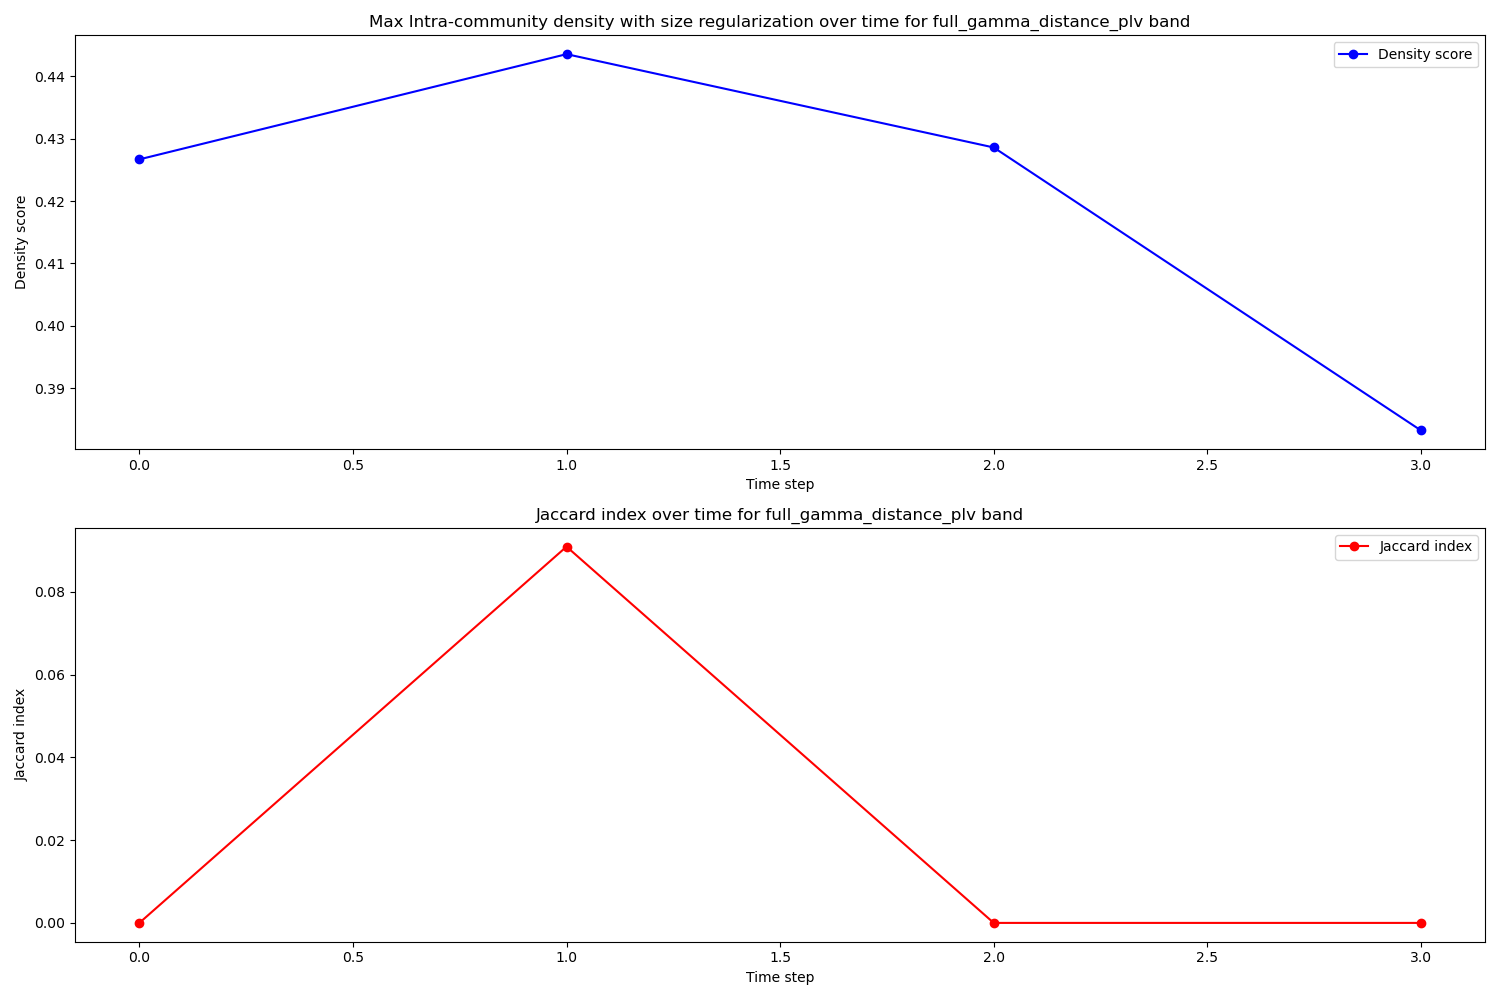 Max Intra-community density with size regularization over time for full_gamma_distance_plv band
Density score
0.44
0.43
0.42
0.41
0.40
0.39
Density score
0.0 0.5 1.0 1.5 2.0 2.5 3.0
Time step
Jaccard index over time for full_gamma_distance_plv band
Jaccard index
0.08
0.06
0.04
0.02
0.00
Jaccard index
0.0 0.5 1.0 1.5 2.0 2.5 3.0
Time step